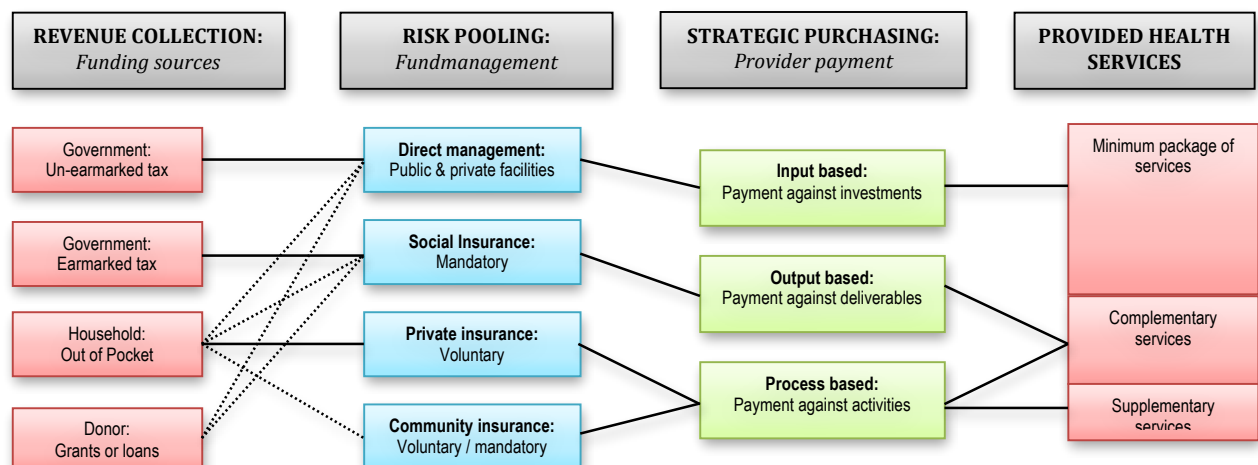 REVENUE COLLECTION:
Funding sources
RISK POOLING:
Fundmanagement
STRATEGIC PURCHASING:
Provider payment
PROVIDED HEALTH
SERVICES
Government:
Un-earmarked tax
Government:
Earmarked tax
Household:
Out of Pocket
Donor:
Grants or loans
Direct management:
Public & private facilities
Social Insurance:
Mandatory
Private insurance:
Voluntary
Community insurance:
Voluntary / mandatory
Input based:
Payment against investments
Output based:
Payment against deliverables
Process based:
Payment against activities
Minimum package of
services
Complementary
services
Supplementary
services